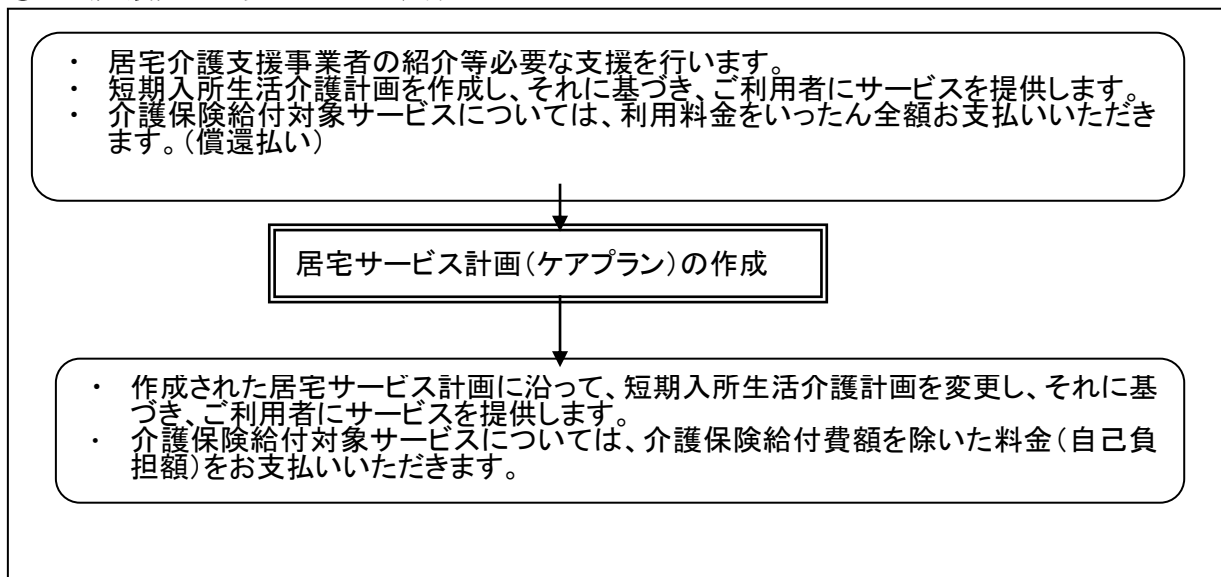 ・ 居宅介護支援事業者の紹介等必要な支援を行います。
・ 短期入所生活介護計画を作成し、それに基づき、ご利用者にサービスを提供します。
・ 介護保険給付対象サービスについては、利用料金をいったん全額お支払いいただき
ます。(償還払い)
居宅サービス計画(ケアプラン)の作成
・ 作成された居宅サービス計画に沿って、短期入所生活介護計画を変更し、それに基
づき、ご利用者にサービスを提供します。
・ 介護保険給付対象サービスについては、介護保険給付費額を除いた料金(自己負
担額)をお支払いいただきます。